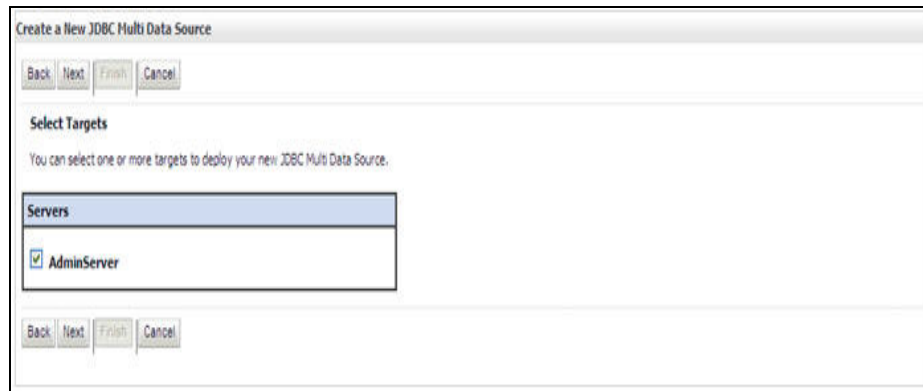 Create a New JDBC Multi Data Source
Back Next Finish Cancel
Select Targets
You can select one or more targets to deploy your new JDBC Multi Data Source.
Servers
AdminServer
Back Next Finish Cancel